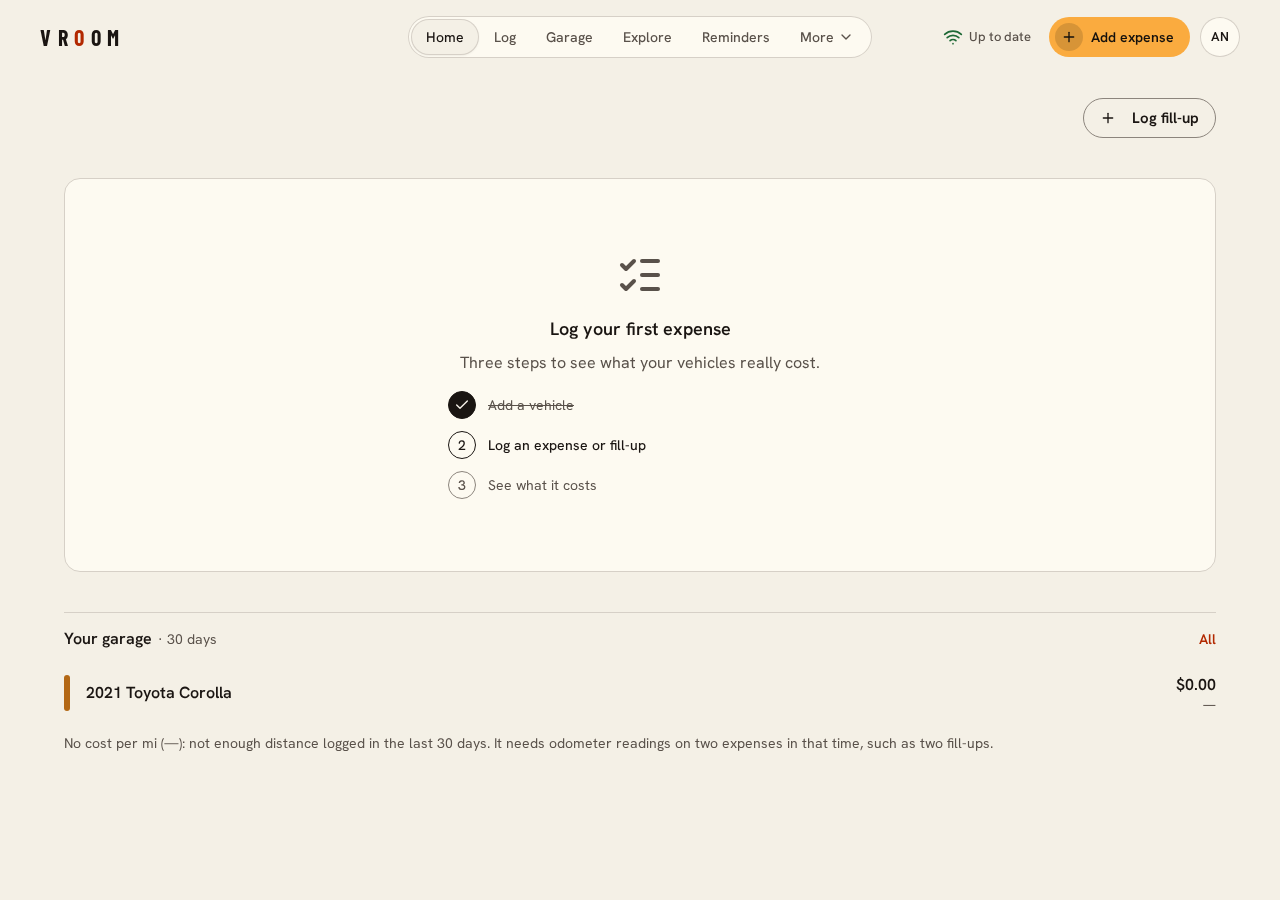 VROOM
Home Log Garage Explore Reminders More
Up to date
Add expense
AN
Log fill-up
Log your first expense
Three steps to see what your vehicles really cost.
Add a vehicle
2 Log an expense or fill-up
3 See what it costs
Your garage · 30 days
All
2021 Toyota Corolla
$0.00
—
No cost per mi (—): not enough distance logged in the last 30 days. It needs odometer readings on two expenses in that time, such as two fill-ups.